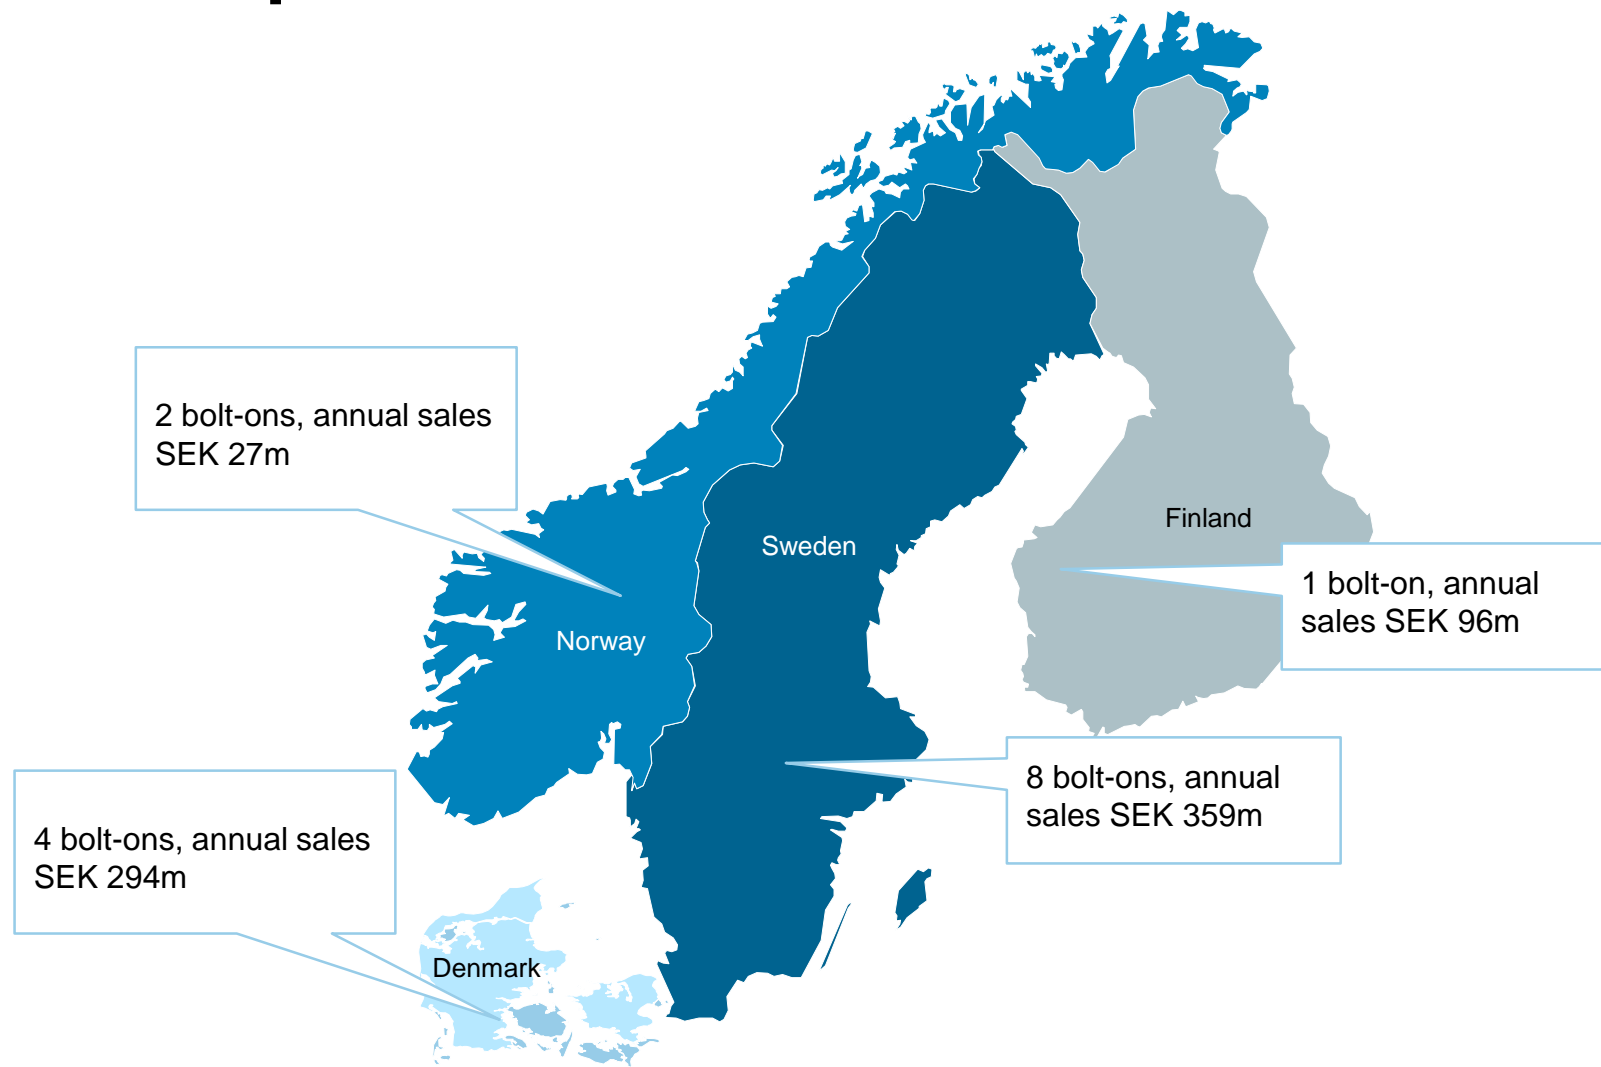 2 bolt-ons, annual sales
SEK 27m
Finland
Sweden
1 bolt-on, annual
sales SEK 96m
Norway
8 bolt-ons, annual
sales SEK 359m
4 bolt-ons, annual sales
SEK 294m
Denmark